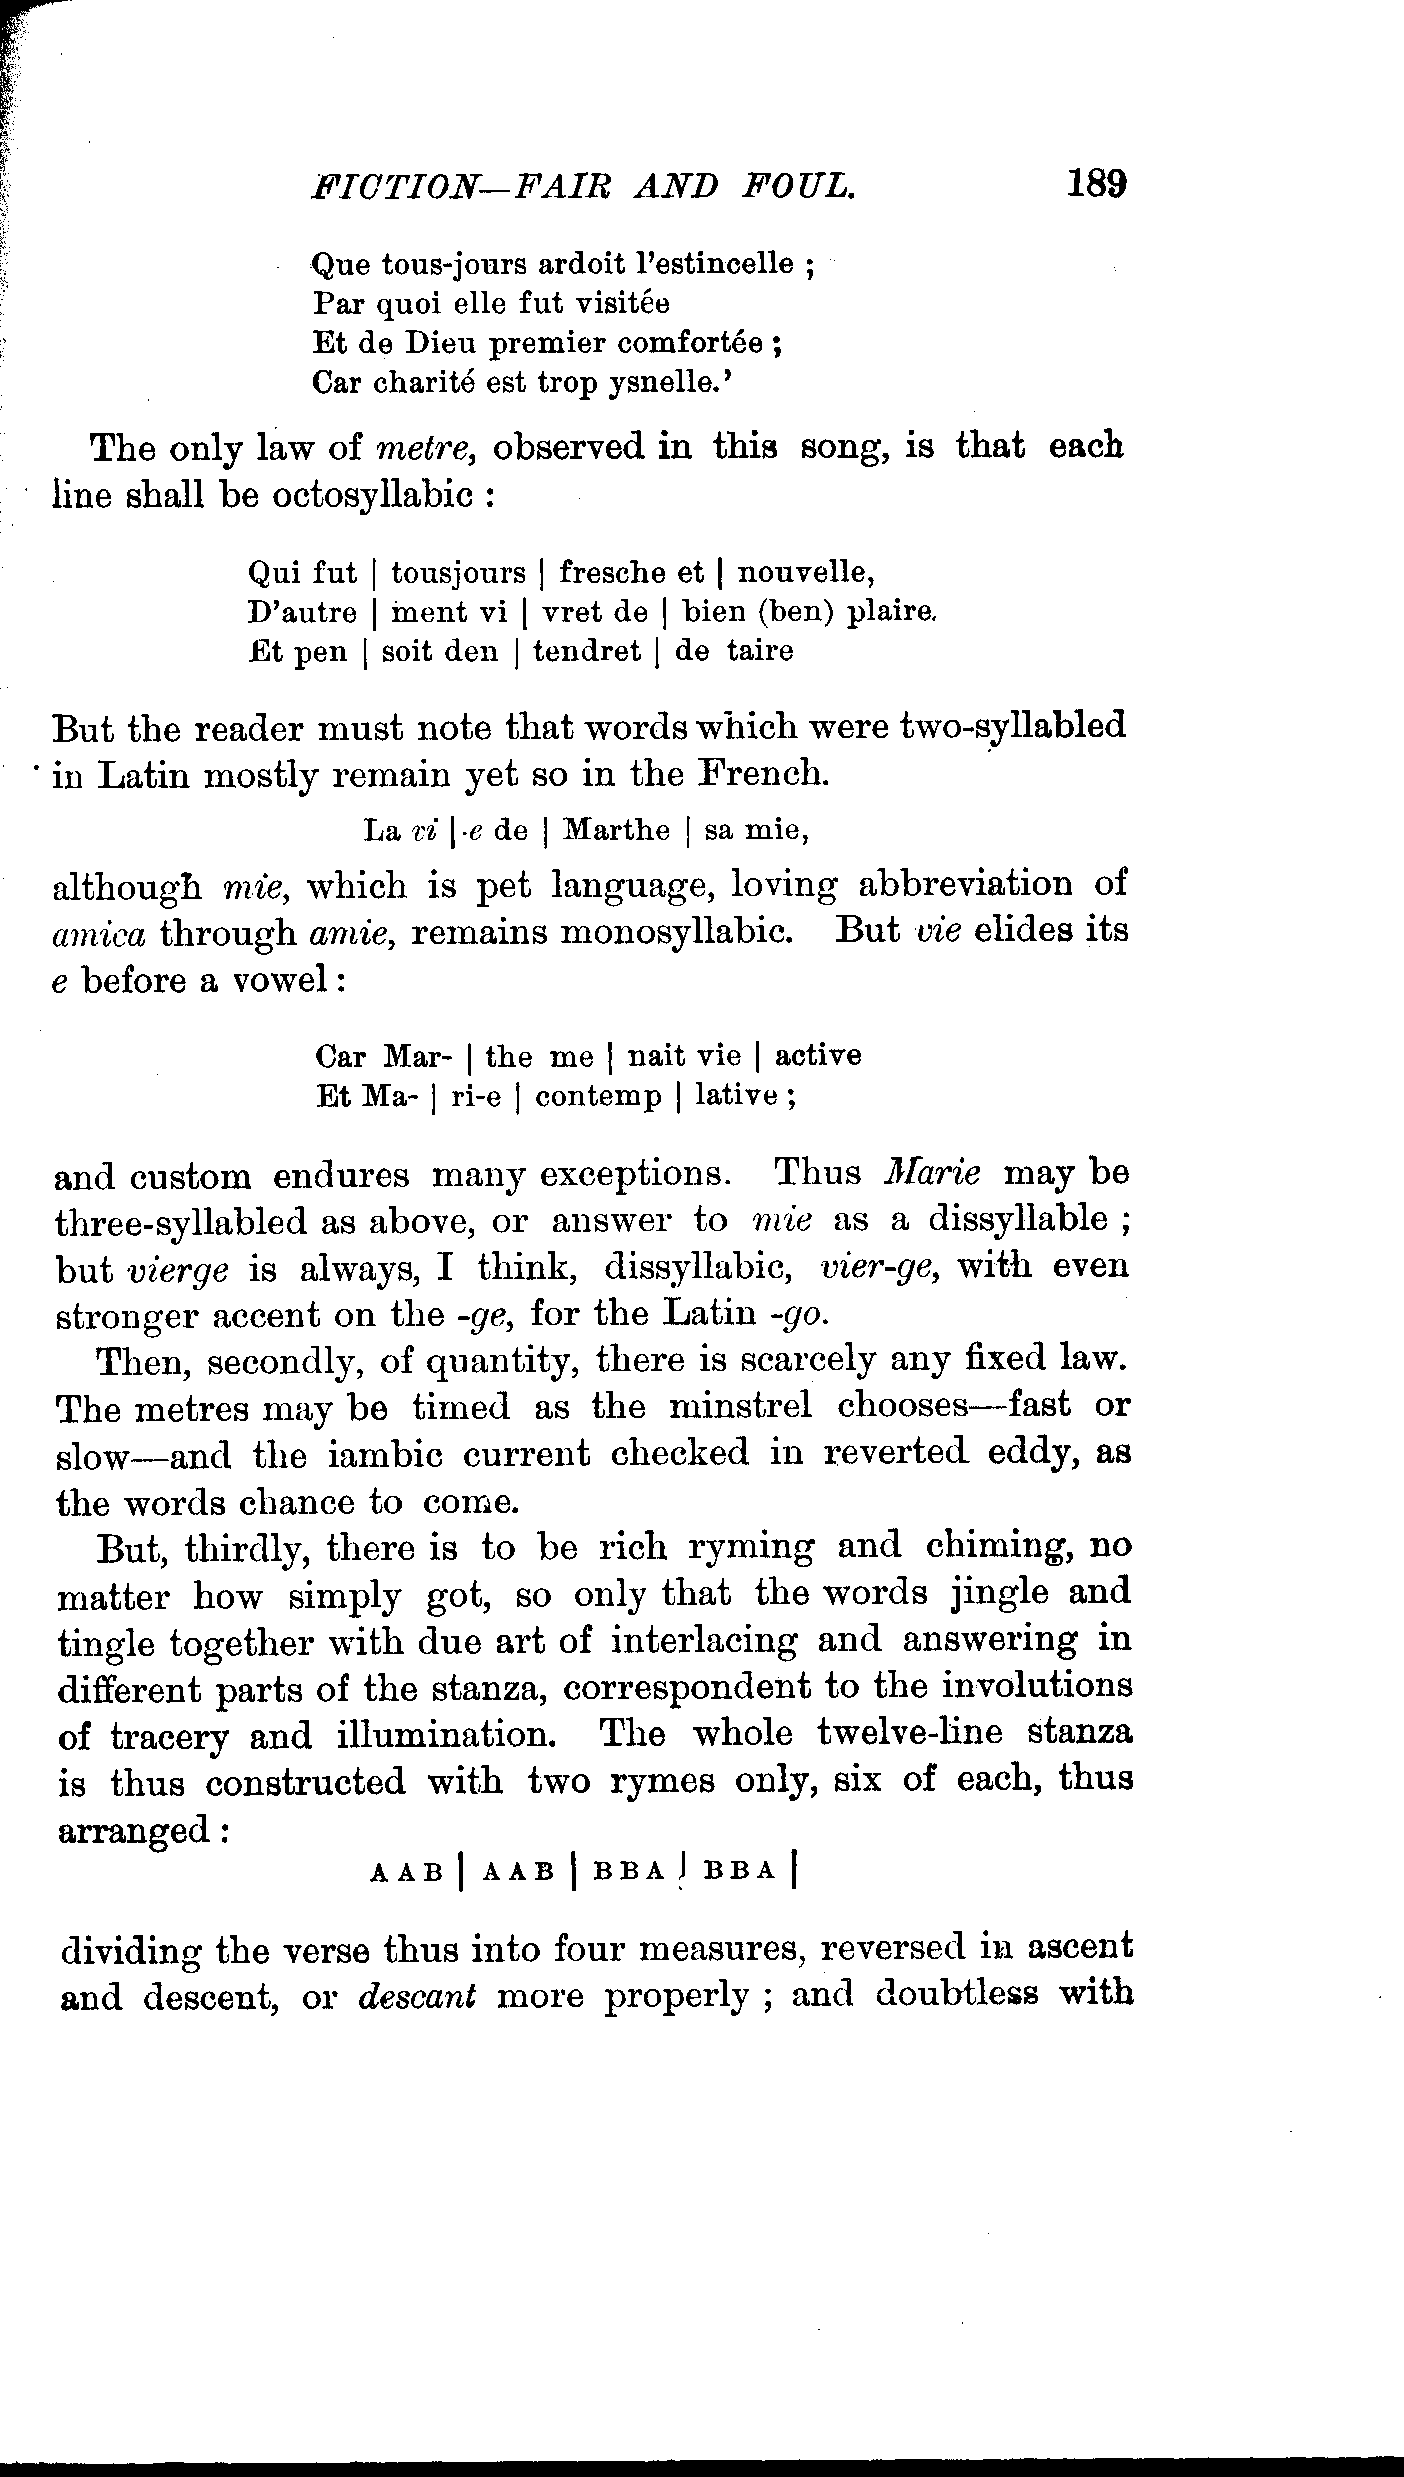 FICTION—FAIR AND FOUL. 189
Que tous-jours ardoit l'estincelle ;
Par quoi elle fut visitée
Et de Dieu premier comfortée ;
Car charité est trop ysnelle.'
The only law of metre, observed in this song, is that each
line shall be octosyllabic :
Qui fut | tousjours | fresche et | nouvelle,
D'autre | ment vi | vret de | bien (ben) plaire.
Et pen | soit den | tendret | de taire
But the reader must note that words which were two-syllabled
in Latin mostly remain yet so in the French.
La vi | -e de | Marthe | sa mie,
although mie, which is pet language, loving abbreviation of
amica through amie, remains monosyllabic. But vie elides its
e before a vowel :
Car Mar- | the me | nait vie | active
Et Ma- | ri-e | contemp | lative ;
and custom endures many exceptions. Thus Marie may be
three-syllabled as above, or answer to mie as a dissyllable ;
but vierge is always, I think, dissyllabic, vier-ge, with even
stronger accent on the -ge, for the Latin -go.
Then, secondly, of quantity, there is scarcely any fixed law.
The metres may be timed as the minstrel chooses—fast or
slow—and the iambic current checked in reverted eddy, as
the words chance to come.
But, thirdly, there is to be rich ryming and chiming, no
matter how simply got, so only that the words jingle and
tingle together with due art of interlacing and answering in
different parts of the stanza, correspondent to the involutions
of tracery and illumination. The whole twelve-line stanza
is thus constructed with two rymes only, six of each, thus
arranged :
A A B | A A B | B B A | B B A |
dividing the verse thus into four measures, reversed in ascent
and descent, or descant more properly ; and doubtless with